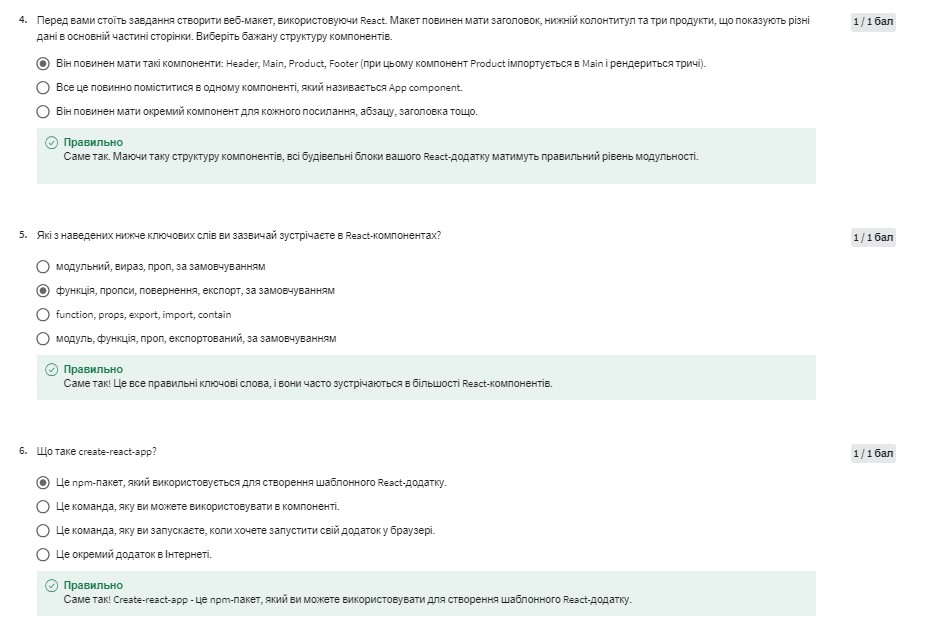 4. Перед вами стоїть завдання створити веб-макет, використовуючи React. Макет повинен мати заголовок, нижній колонтитул та три продукти, що показують різні 1 / 1 бал
дані в основній частині сторінки. Виберіть бажану структуру компонентів.
Він повинен мати такі компоненти: Header, Main, Product, Footer (при цьому компонент Product імпортується в Main і рендериться тричі).
Все це повинно поміститися в одному компоненті, який називається App component.
Він повинен мати окремий компонент для кожного посилання, абзацу, заголовка тощо.
Правильно
Саме так. Маючи таку структуру компонентів, всі будівельні блоки вашого React-додатку матимуть правильний рівень модульності.
5. Які з наведених нижче ключових слів ви зазвичай зустрічаєте в React-компонентах? 1 / 1 бал
модульний, вираз, проп, за замовчуванням
функція, пропси, повернення, експорт, за замовчуванням
function, props, export, import, contain
модуль, функція, проп, експортований, за замовчуванням
Правильно
Саме так! Це все правильні ключові слова, і вони часто зустрічаються в більшості React-компонентів.
6. Що таке create-react-app? 1 / 1 бал
Це npm-пакет, який використовується для створення шаблонного React-додатку.
Це команда, яку ви можете використовувати в компоненті.
Це команда, яку ви запускаєте, коли хочете запустити свій додаток у браузері.
Це окремий додаток в Інтернеті.
Правильно
Саме так! Create-react-app - це npm-пакет, який ви можете використовувати для створення шаблонного React-додатку.